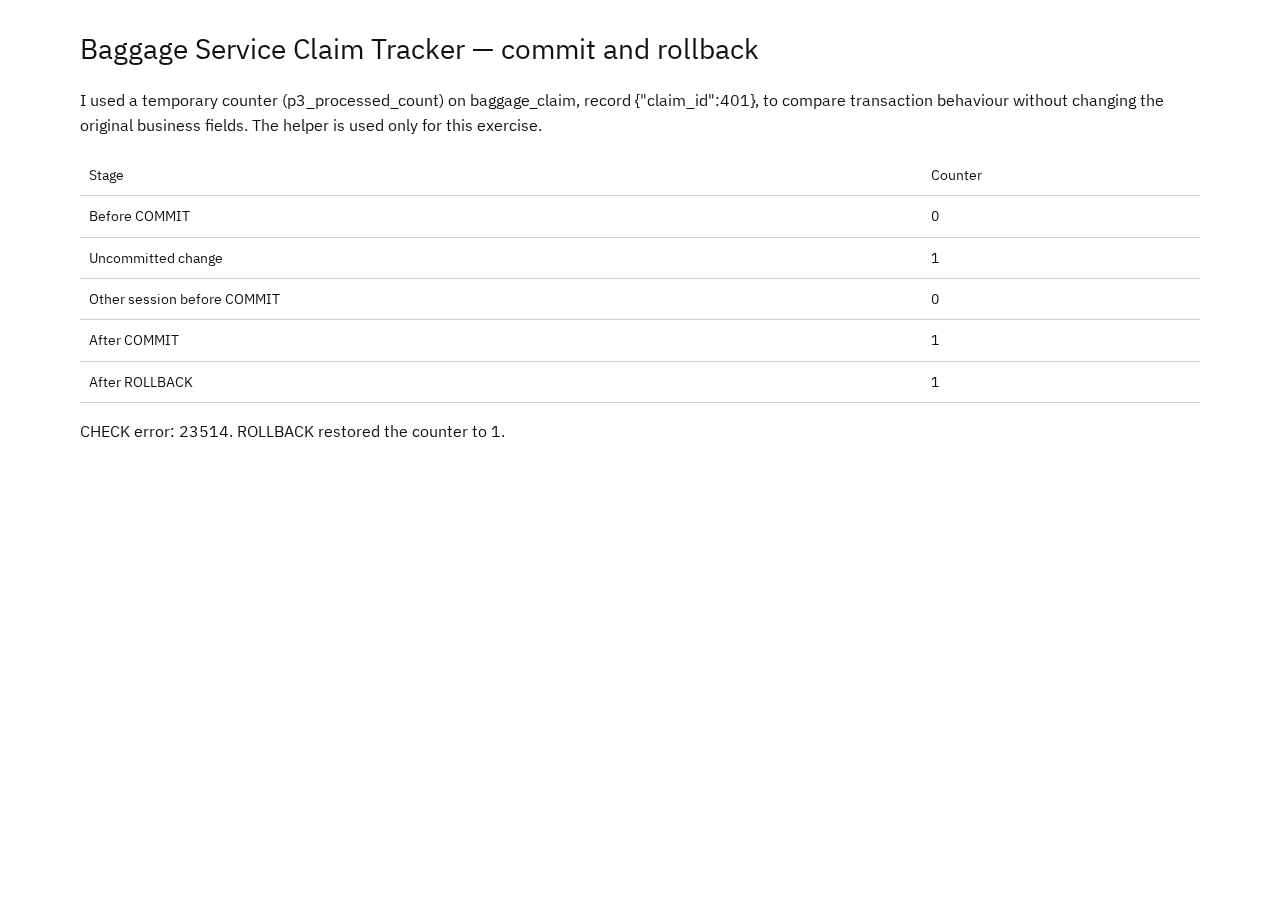 Baggage Service Claim Tracker — commit and rollback
I used a temporary counter (p3_processed_count) on baggage_claim, record {"claim_id":401}, to compare transaction behaviour without changing the
original business fields. The helper is used only for this exercise.
Stage Counter
Before COMMIT 0
Uncommitted change 1
Other session before COMMIT 0
After COMMIT 1
After ROLLBACK 1
CHECK error: 23514. ROLLBACK restored the counter to 1.